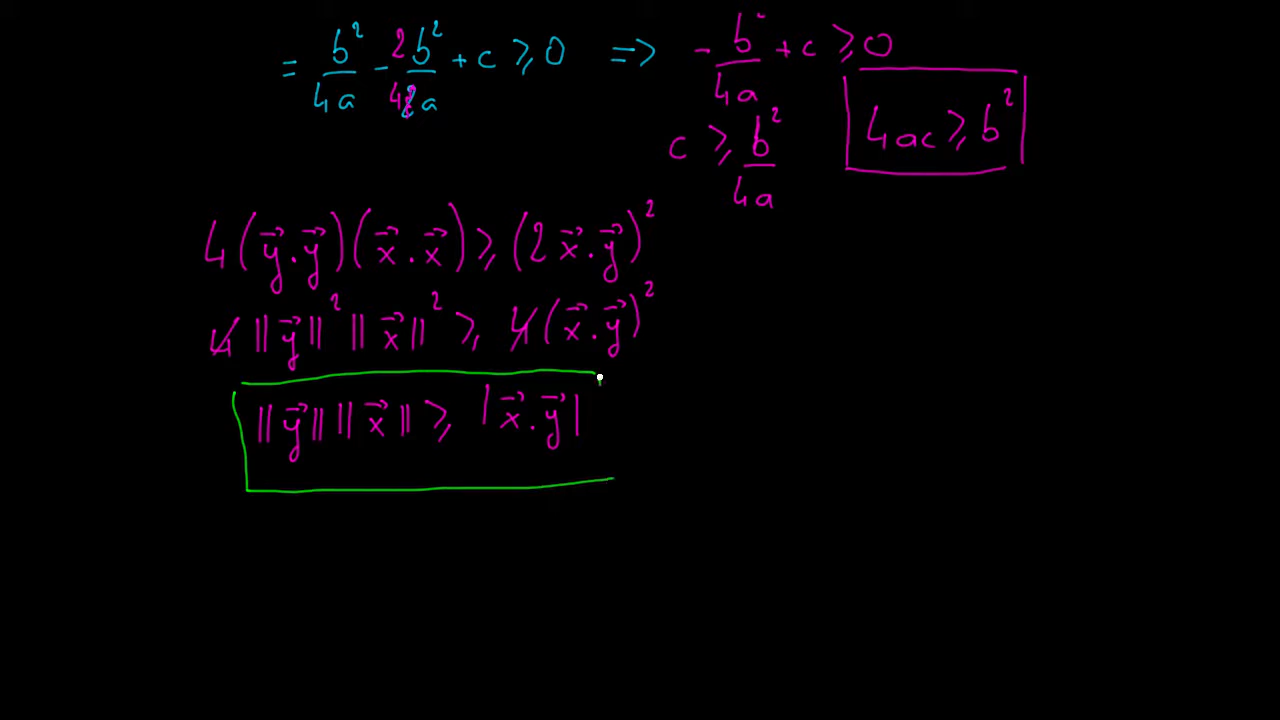 = b²/4a - 2b²/4a + c ≥ 0 => -b²/4a + c ≥ 0
c ≥ b²/4a
4ac ≥ b²
4(y⃗.y⃗)(x⃗.x⃗) ≥ (2x⃗.y⃗)²
4||y⃗||²||x⃗||² ≥ 4(x⃗.y⃗)²
||y⃗|| ||x⃗|| ≥ |x⃗.y⃗|